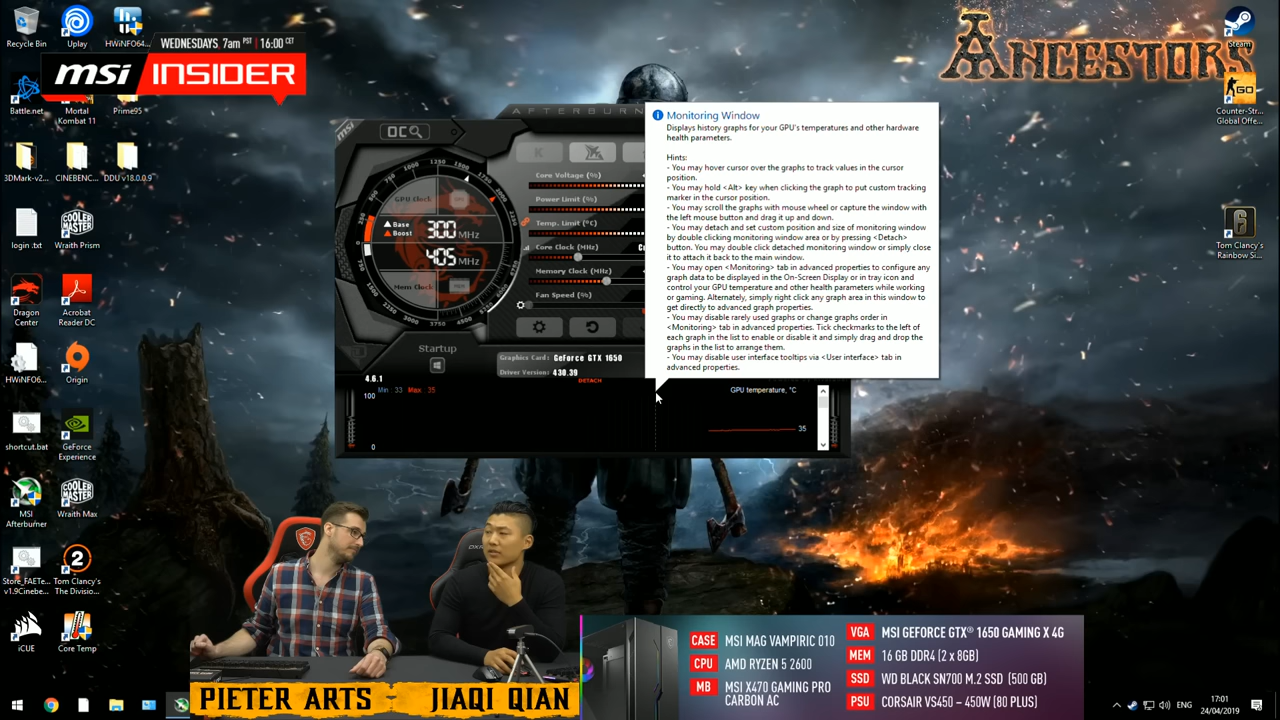 Recycle Bin
Uplay
HWiNFO64...
WEDNESDAYS 7am PST | 16:00 CET
msi INSIDER
ANCESTORS
Steam
Battle.net
Mortal
Kombat 11
Prime95
Counter-Str...
Global Offe...
3DMark-v2...
CINEBENC...
DDU v18.0.0.9
login.txt
Wraith Prism
Tom Clancy's
Rainbow Si...
Dragon
Center
Acrobat
Reader DC
HWiNFO6...
Origin
shortcut.bat
GeForce
Experience
MSI
Afterburner
Wraith Max
Store_FAETe...
v1.9Cinebe...
Tom Clancy's
The Divisio...
iCUE
Core Temp
AFTERBURN
msi
OC
K
GPU Clock
Base
Boost
300 MHz
405 MHz
Mem Clock
Core Voltage (%)
Power Limit (%)
Temp. Limit (°C)
Core Clock (MHz)
Memory Clock (MHz)
Fan Speed (%)
Startup
Graphics Card: GeForce GTX 1650
Driver Version: 430.39
DETACH
4.6.1
Min : 33 Max : 35
100
0
GPU temperature, °C
35
Monitoring Window
Displays history graphs for your GPU's temperatures and other hardware
health parameters.
Hints:
- You may hover cursor over the graphs to track values in the cursor
position.
- You may hold <Alt> key when clicking the graph to put custom tracking
marker in the cursor position.
- You may scroll the graphs with mouse wheel or capture the window with
the left mouse button and drag it up and down.
- You may detach and set custom position and size of monitoring window
by double clicking monitoring window area or by pressing <Detach>
button. You may double click detached monitoring window or simply close
it to attach it back to the main window.
- You may open <Monitoring> tab in advanced properties to configure any
graph data to be displayed in the On-Screen Display or in tray icon and
control your GPU temperature and other health parameters while working
or gaming. Alternately, simply right click any graph area in this window to
get directly to advanced graph properties.
- You may disable rarely used graphs or change graphs order in
<Monitoring> tab in advanced properties. Tick checkmarks to the left of
each graph in the list to enable or disable it and simply drag and drop the
graphs in the list to arrange them.
- You may disable user interface tooltips via <User interface> tab in
advanced properties.
PIETER ARTS - JIAQI QIAN
CASE MSI MAG VAMPIRIC 010
CPU AMD RYZEN 5 2600
MB MSI X470 GAMING PRO
CARBON AC
VGA MSI GEFORCE GTX® 1650 GAMING X 4G
MEM 16 GB DDR4 (2 x 8GB)
SSD WD BLACK SN700 M.2 SSD (500 GB)
PSU CORSAIR VS450 – 450W (80 PLUS)
ENG
17:01
24/04/2019